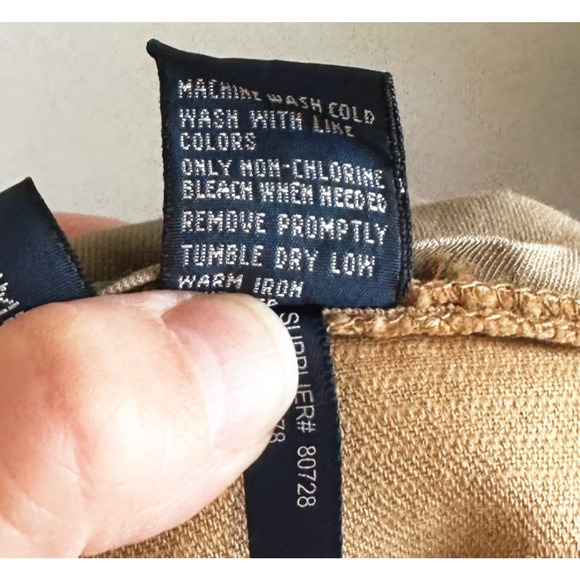 MACHINE WASH COLD
WASH WITH LIKE
COLORS
ONLY NON-CHLORINE
BLEACH WHEN NEEDED
REMOVE PROMPTLY
TUMBLE DRY LOW
WARM IRON
SUPPLIER# 80728
78